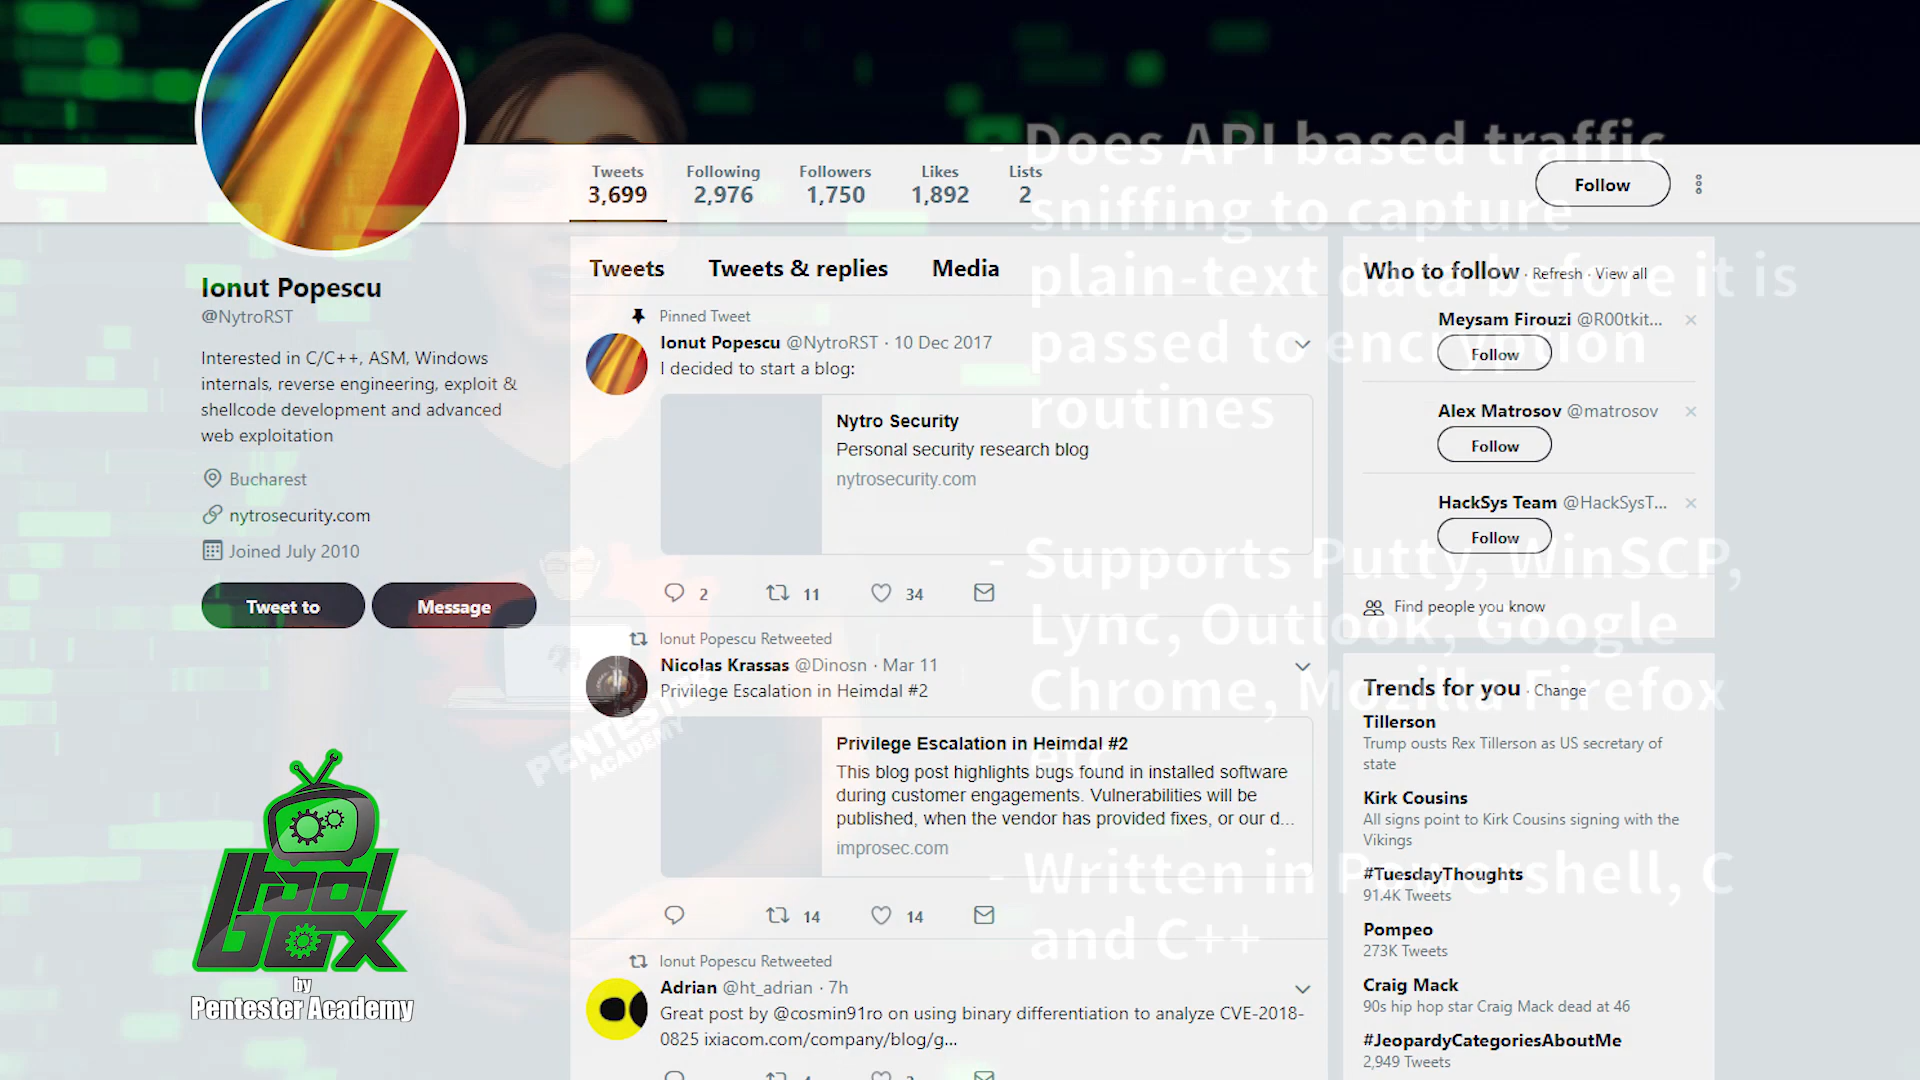 Tweets
3,699
Following
2,976
Followers
1,750
Likes
1,892
Lists
2
Follow
Ionut Popescu
@NytroRST
Interested in C/C++, ASM, Windows
internals, reverse engineering, exploit &
shellcode development and advanced
web exploitation
Bucharest
nytrosecurity.com
Joined July 2010
Tweet to
Message
Tool
Box
by
Pentester Academy
Tweets
Tweets & replies
Media
Pinned Tweet
Ionut Popescu @NytroRST · 10 Dec 2017
I decided to start a blog:
Nytro Security
Personal security research blog
nytrosecurity.com
2
11
34
Ionut Popescu Retweeted
Nicolas Krassas @Dinosn · Mar 11
Privilege Escalation in Heimdal #2
Privilege Escalation in Heimdal #2
This blog post highlights bugs found in installed software
during customer engagements. Vulnerabilities will be
published, when the vendor has provided fixes, or our d...
improsec.com
14
14
Ionut Popescu Retweeted
Adrian @ht_adrian · 7h
Great post by @cosmin91ro on using binary differentiation to analyze CVE-2018-
0825 ixiacom.com/company/blog/g...
PENTESTER
ACADEMY
- Does API based traffic
sniffing to capture
plain-text data before it is
passed to encryption
routines
- Supports Putty, WinSCP,
Lync, Outlook, Google
Chrome, Mozilla Firefox
etc
- Written in Powershell, C
and C++
Who to follow · Refresh · View all
Meysam Firouzi @R00tkit...
Follow
Alex Matrosov @matrosov
Follow
HackSys Team @HackSysT...
Follow
Find people you know
Trends for you · Change
Tillerson
Trump ousts Rex Tillerson as US secretary of
state
Kirk Cousins
All signs point to Kirk Cousins signing with the
Vikings
#TuesdayThoughts
91.4K Tweets
Pompeo
273K Tweets
Craig Mack
90s hip hop star Craig Mack dead at 46
#JeopardyCategoriesAboutMe
2,949 Tweets